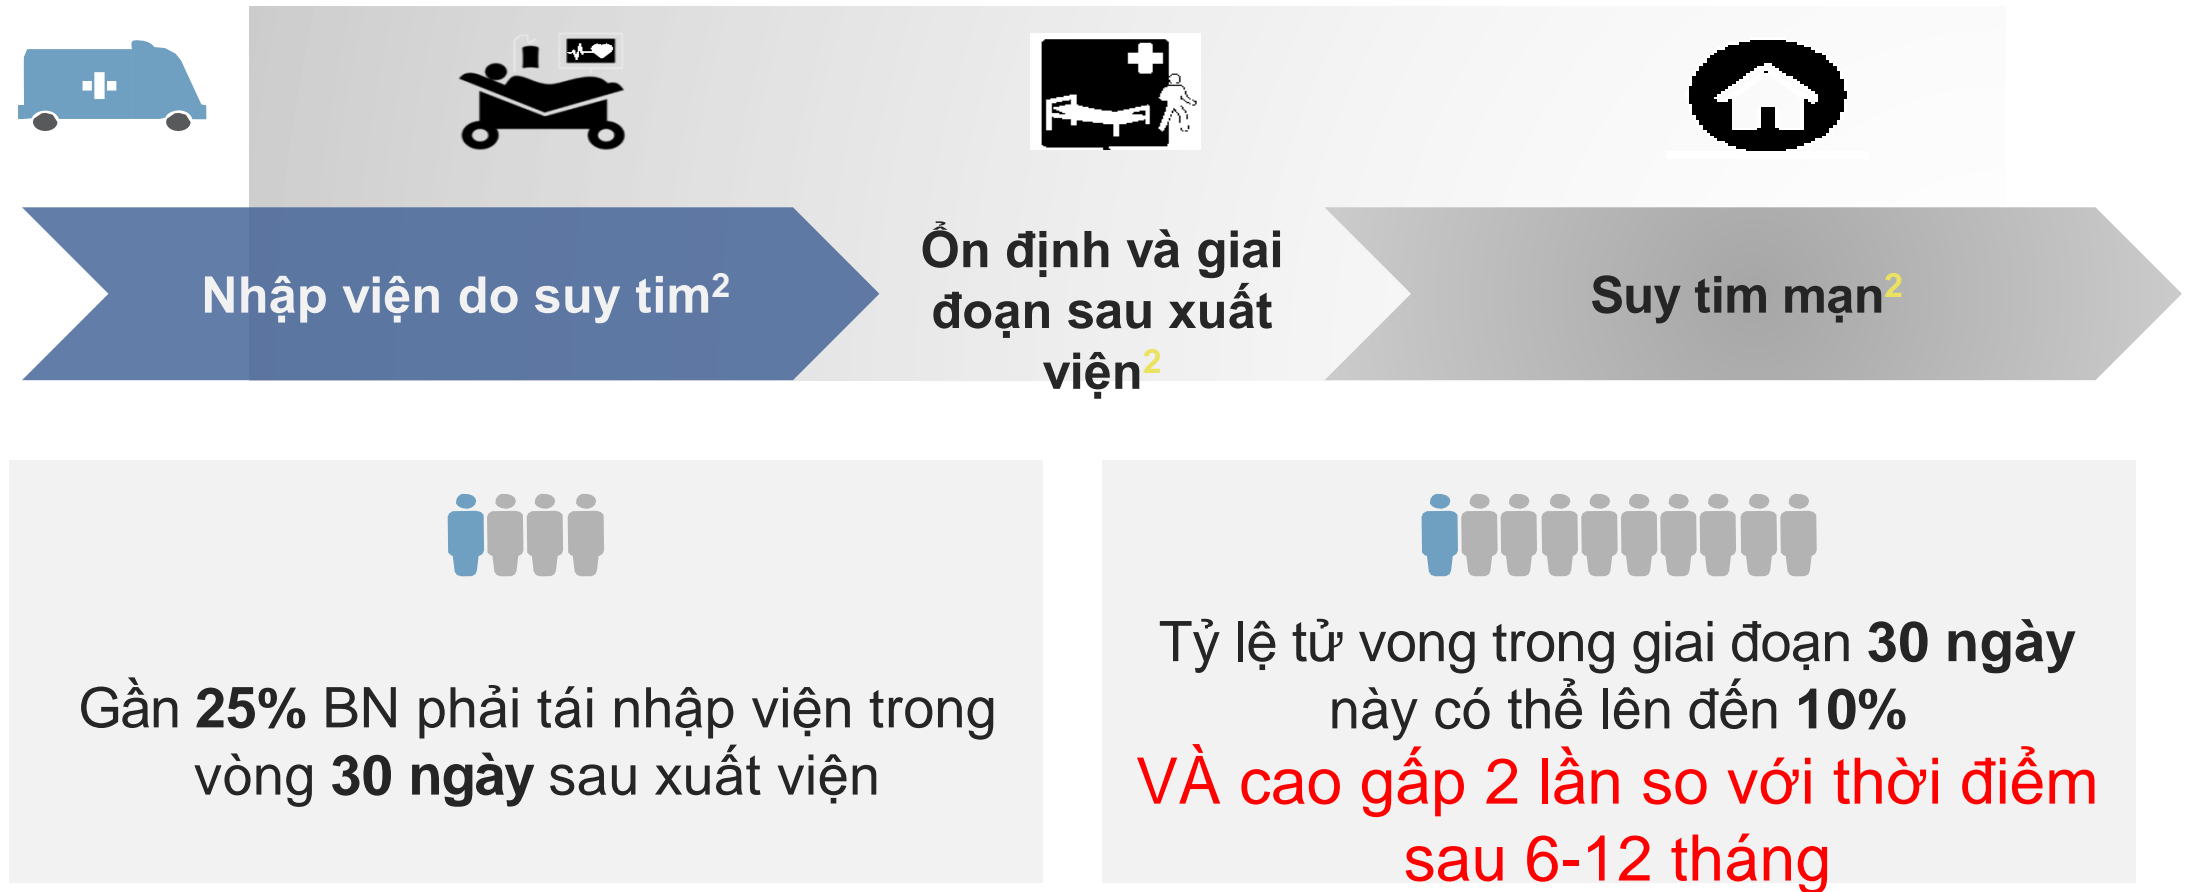 Nhập viện do suy tim²
Ổn định và giai
đoạn sau xuất
viện²
Suy tim mạn²
Gần 25% BN phải tái nhập viện trong
vòng 30 ngày sau xuất viện
Tỷ lệ tử vong trong giai đoạn 30 ngày
này có thể lên đến 10%
VÀ cao gấp 2 lần so với thời điểm
sau 6-12 tháng